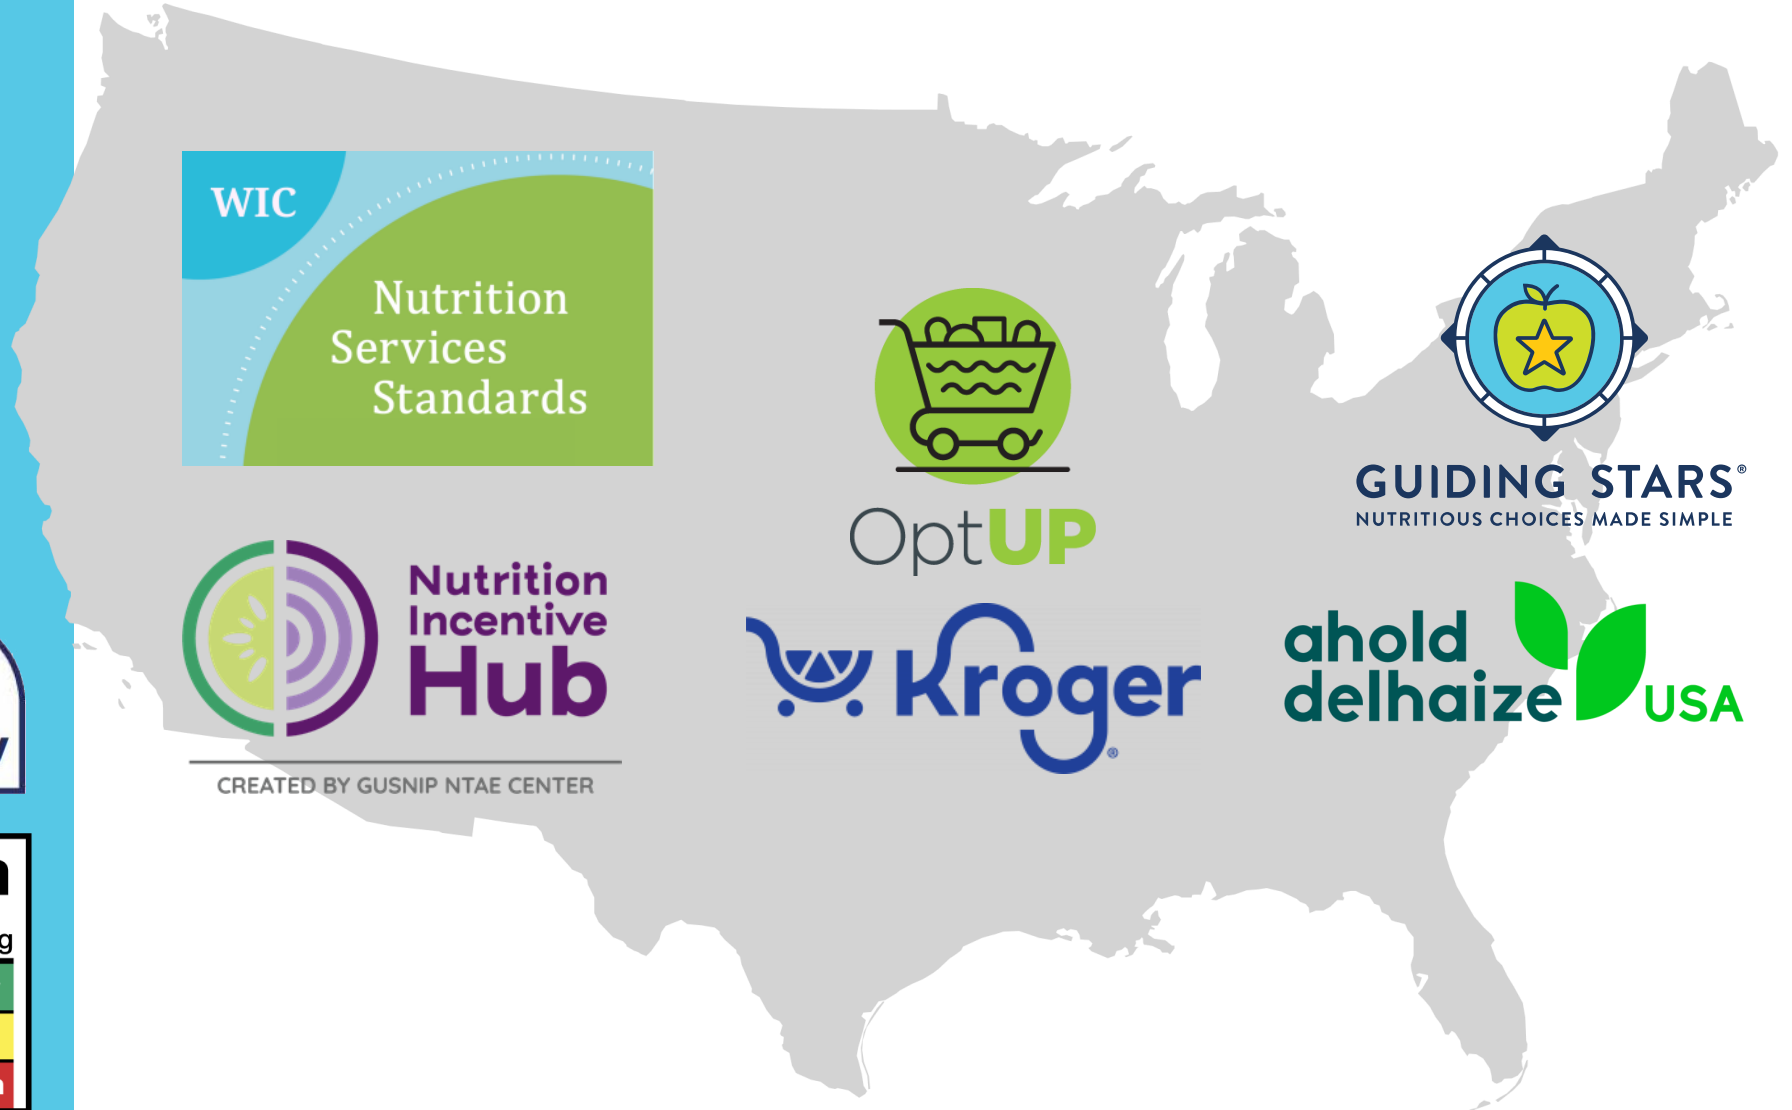 WIC
Nutrition
Services
Standards
OptUP
GUIDING STARS®
NUTRITIOUS CHOICES MADE SIMPLE
Nutrition
Incentive
Hub
CREATED BY GUSNIP NTAE CENTER
Kroger®
ahold
delhaize USA
g